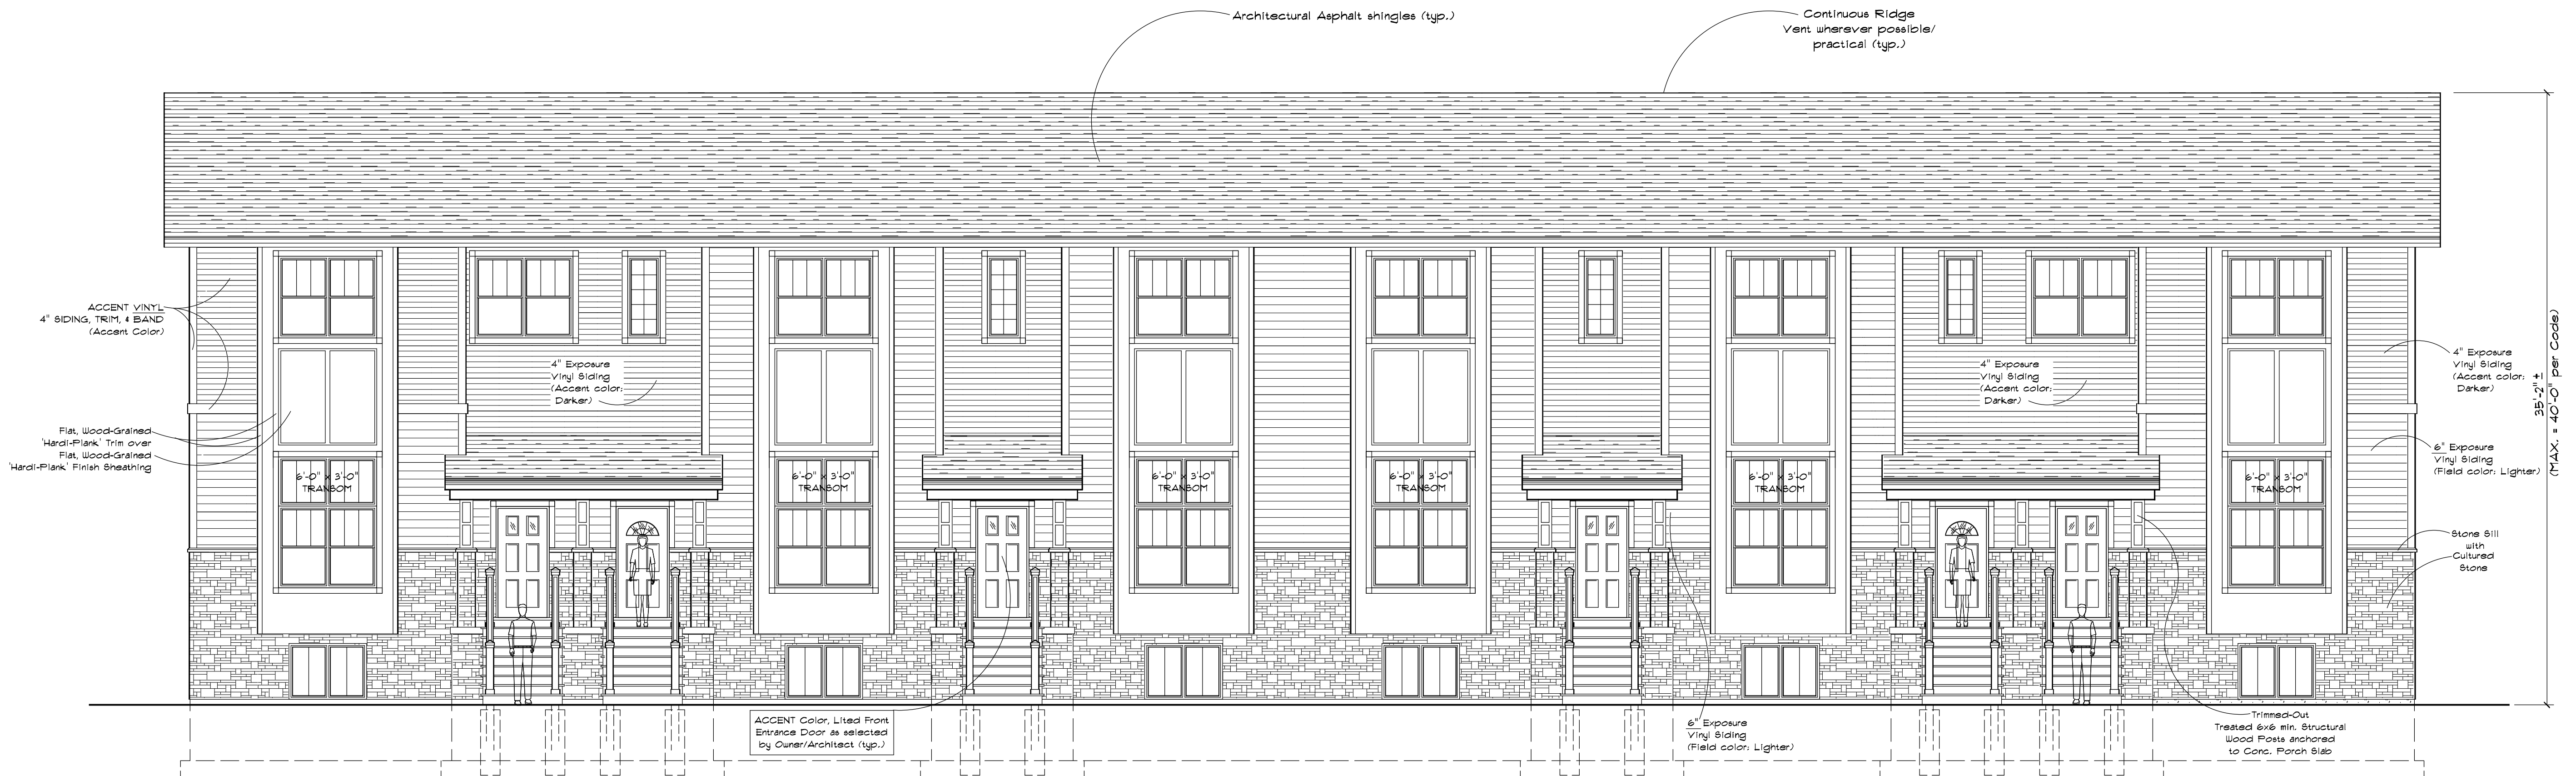 Architectural Asphalt shingles (typ.)
Continuous Ridge
Vent wherever possible/
practical (typ.)
ACCENT VINYL
4" SIDING, TRIM, & BAND
(Accent Color)
Flat, Wood-Grained
'Hardi-Plank' Trim over
Flat, Wood-Grained
'Hardi-Plank' Finish Sheathing
4" Exposure
Vinyl Siding
(Accent color:
Darker)
4" Exposure
Vinyl Siding
(Accent color:
Darker)
4" Exposure
Vinyl Siding
(Accent color:
Darker)
6" Exposure
Vinyl Siding
(Field color: Lighter)
35'-2" ±
(MAX. = 40'-0" per Code)
6'-0" x 3'-0"
TRANSOM
6'-0" x 3'-0"
TRANSOM
6'-0" x 3'-0"
TRANSOM
6'-0" x 3'-0"
TRANSOM
6'-0" x 3'-0"
TRANSOM
6'-0" x 3'-0"
TRANSOM
Stone Sill
with
Cultured
Stone
ACCENT Color, Lited Front
Entrance Door as selected
by Owner/Architect (typ.)
6" Exposure
Vinyl Siding
(Field color: Lighter)
Trimmed-Out
Treated 6x6 min. Structural
Wood Posts anchored
to Conc. Porch Slab